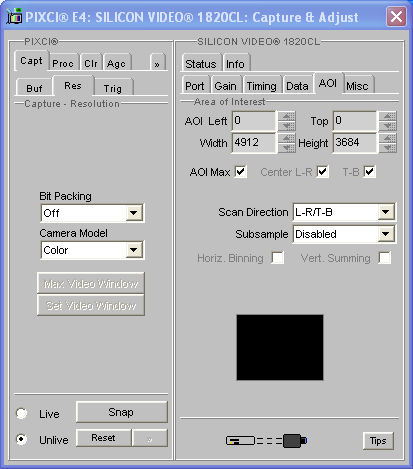 PIXCI® E4: SILICON VIDEO® 1820CL: Capture & Adjust
PIXCI®
Capt Proc Clr Agc »
Buf Res Trig
Capture - Resolution
Bit Packing
Off
Camera Model
Color
Max Video Window
Set Video Window
Live Snap
Unlive Reset »
SILICON VIDEO® 1820CL
Status Info
Port Gain Timing Data AOI Misc
Area of Interest
AOI Left 0 Top 0
Width 4912 Height 3684
AOI Max Center L-R T-B
Scan Direction L-R/T-B
Subsample Disabled
Horiz. Binning Vert. Summing
Tips